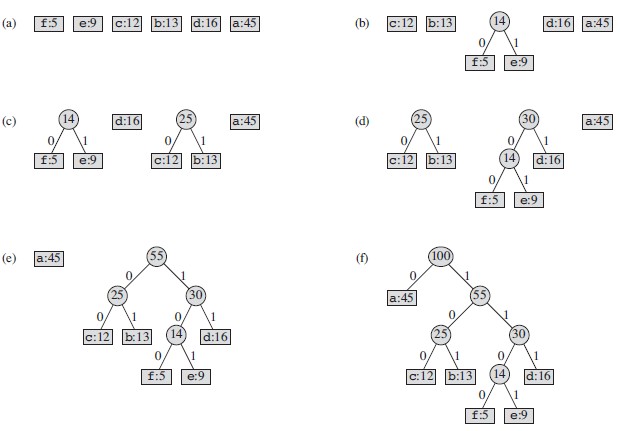 (a) f:5 e:9 c:12 b:13 d:16 a:45
(b) c:12 b:13 14 d:16 a:45
0 1
f:5 e:9
(c) 14 d:16 25 a:45
0 1 0 1
f:5 e:9 c:12 b:13
(d) 25 30 a:45
0 1 0 1
c:12 b:13 14 d:16
0 1
f:5 e:9
(e) a:45 55
0 1
25 30
0 1 0 1
c:12 b:13 14 d:16
0 1
f:5 e:9
(f) 100
0 1
a:45 55
0 1
25 30
0 1 0 1
c:12 b:13 14 d:16
0 1
f:5 e:9